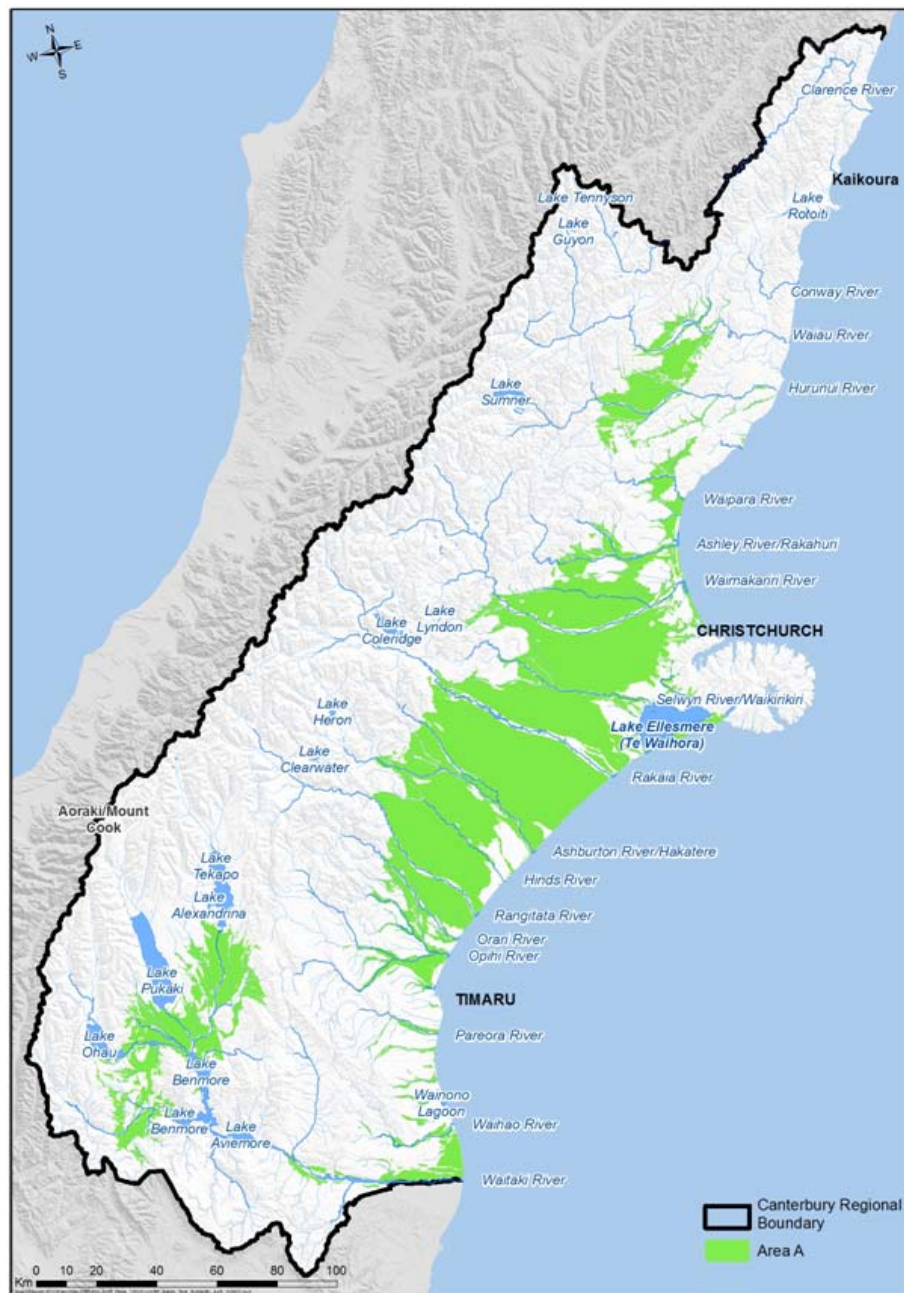 N
W E
S
Clarence River
Kaikoura
Lake Tennyson
Lake
Rotoiti
Lake
Guyon
Conway River
Waiau River
Lake
Sumner
Hurunui River
Waipara River
Ashley River/Rakahuri
Waimakariri River
Lake
Lyndon
Lake
Coleridge
CHRISTCHURCH
Selwyn River/Waikirikiri
Lake
Heron
Lake Ellesmere
(Te Waihora)
Lake
Clearwater
Rakaia River
Aoraki/Mount
Cook
Ashburton River/Hakatere
Lake
Tekapo
Hinds River
Lake
Alexandrina
Rangitata River
Orari River
Opihi River
Lake
Pukaki
TIMARU
Lake
Ohau
Pareora River
Lake
Benmore
Wainono
Lagoon
Lake
Benmore
Lake
Aviemore
Waihao River
Waitaki River
Canterbury Regional
Boundary
Area A
0 20 40 60 80 100
Km